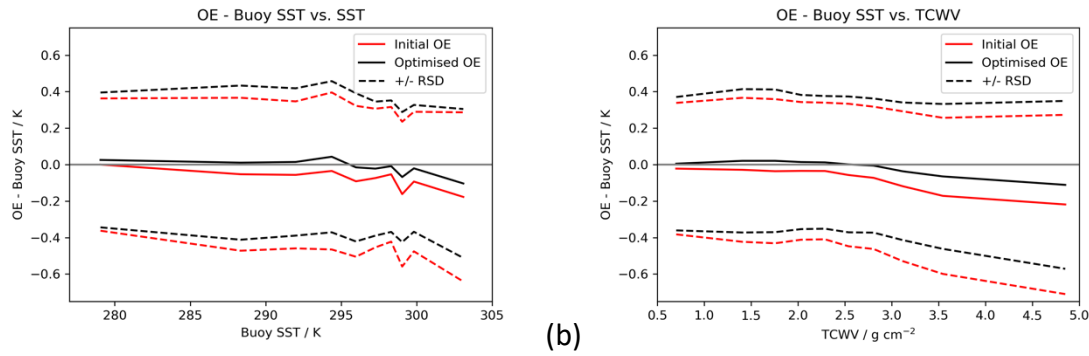 OE - Buoy SST vs. SST
OE - Buoy SST / K
0.6
0.4
0.2
0.0
−0.2
−0.4
−0.6
Initial OE
Optimised OE
+/- RSD
280
285
290
295
300
305
Buoy SST / K
(b)
OE - Buoy SST vs. TCWV
OE - Buoy SST / K
0.6
0.4
0.2
0.0
−0.2
−0.4
−0.6
Initial OE
Optimised OE
+/- RSD
0.5
1.0
1.5
2.0
2.5
3.0
3.5
4.0
4.5
5.0
TCWV / g cm⁻²